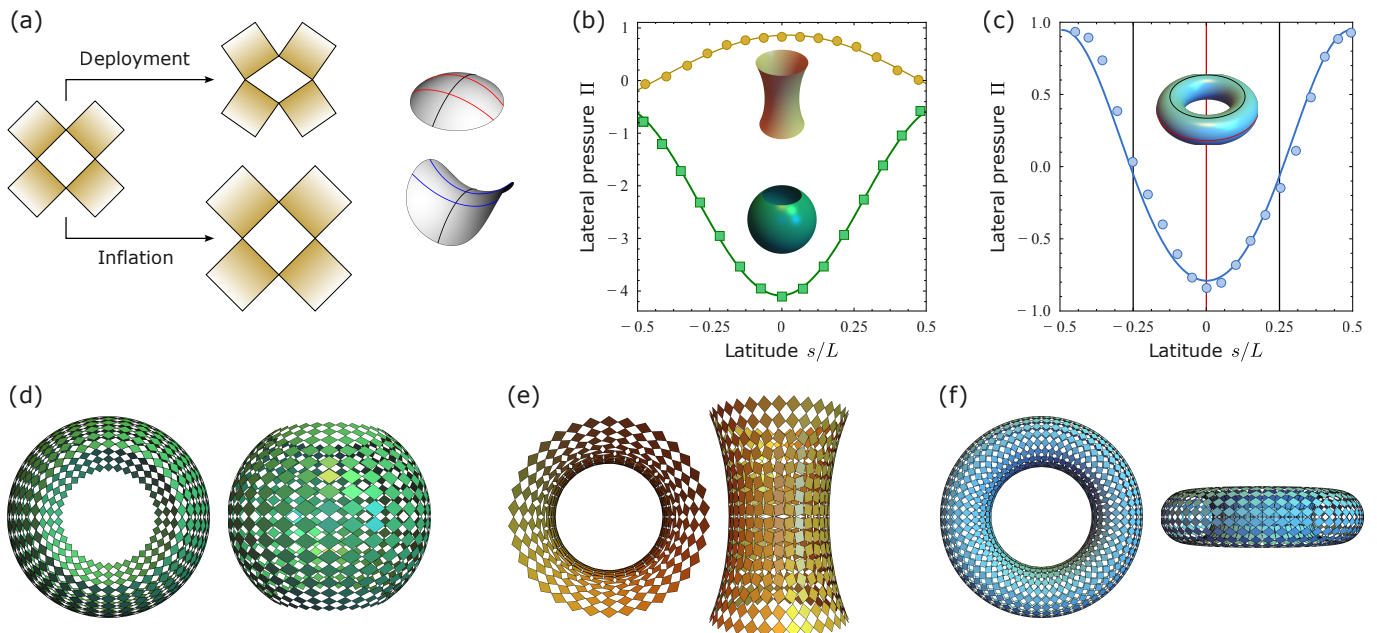 (a)
Deployment
Inflation
(b)
Lateral pressure Π
1
0
− 1
− 2
− 3
− 4
− 0.5
− 0.25
0
0.25
0.5
Latitude s/L
(c)
Lateral pressure Π
1.0
0.5
0.0
− 0.5
− 1.0
− 0.5
− 0.25
0
0.25
0.5
Latitude s/L
(d)
(e)
(f)